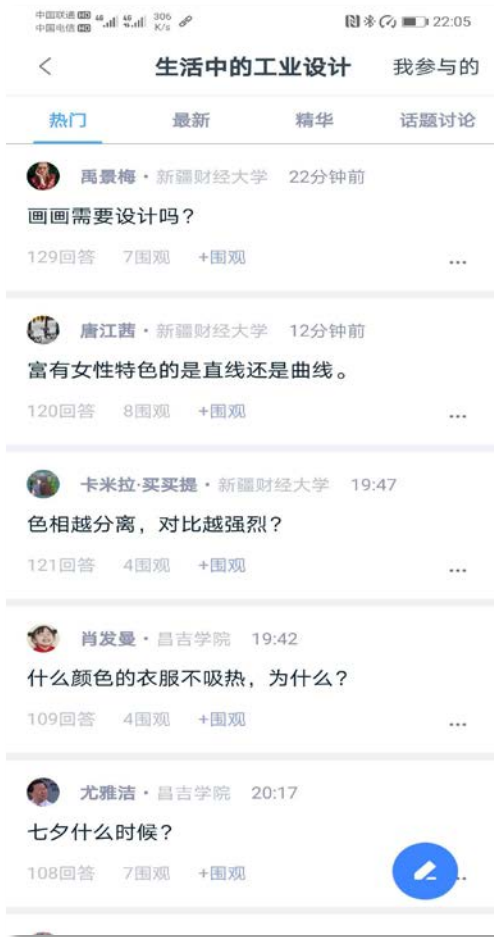 中国联通 HD 46 46 306
中国电信 HD K/s 22:05
生活中的工业设计 我参与的
热门 最新 精华 话题讨论
禹景梅·新疆财经大学 22分钟前
画画需要设计吗?
129回答 7围观 +围观 ...
唐江茜·新疆财经大学 12分钟前
富有女性特色的是直线还是曲线。
120回答 8围观 +围观 ...
卡米拉·买买提·新疆财经大学 19:47
色相越分离,对比越强烈?
121回答 4围观 +围观 ...
肖发曼·昌吉学院 19:42
什么颜色的衣服不吸热,为什么?
109回答 4围观 +围观 ...
尤雅洁·昌吉学院 20:17
七夕什么时候?
108回答 7围观 +围观